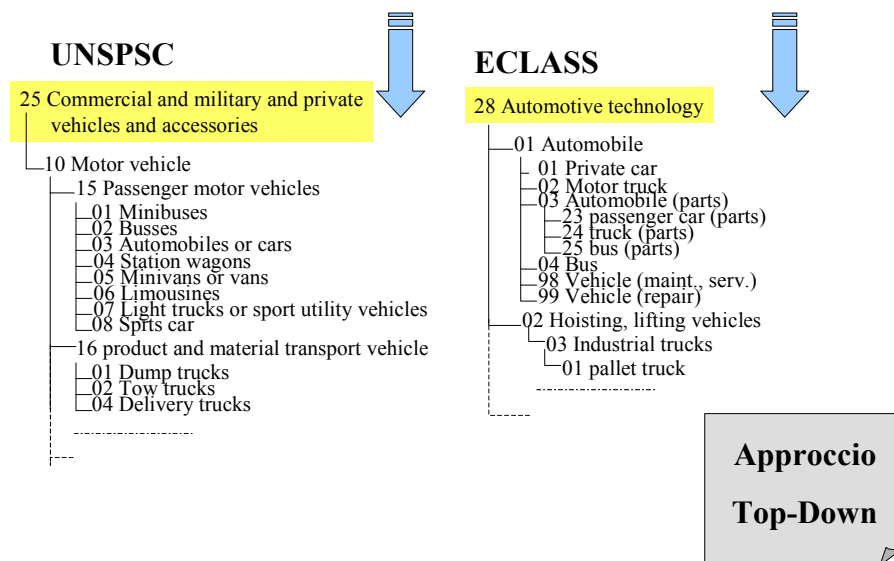 UNSPSC
25 Commercial and military and private
vehicles and accessories
10 Motor vehicle
15 Passenger motor vehicles
01 Minibuses
02 Busses
03 Automobiles or cars
04 Station wagons
05 Minivans or vans
06 Limousines
07 Light trucks or sport utility vehicles
08 Sprts car
16 product and material transport vehicle
01 Dump trucks
02 Tow trucks
04 Delivery trucks
ECLASS
28 Automotive technology
01 Automobile
01 Private car
02 Motor truck
03 Automobile (parts)
23 passenger car (parts)
24 truck (parts)
25 bus (parts)
04 Bus
98 Vehicle (maint., serv.)
99 Vehicle (repair)
02 Hoisting, lifting vehicles
03 Industrial trucks
01 pallet truck
Approccio
Top-Down